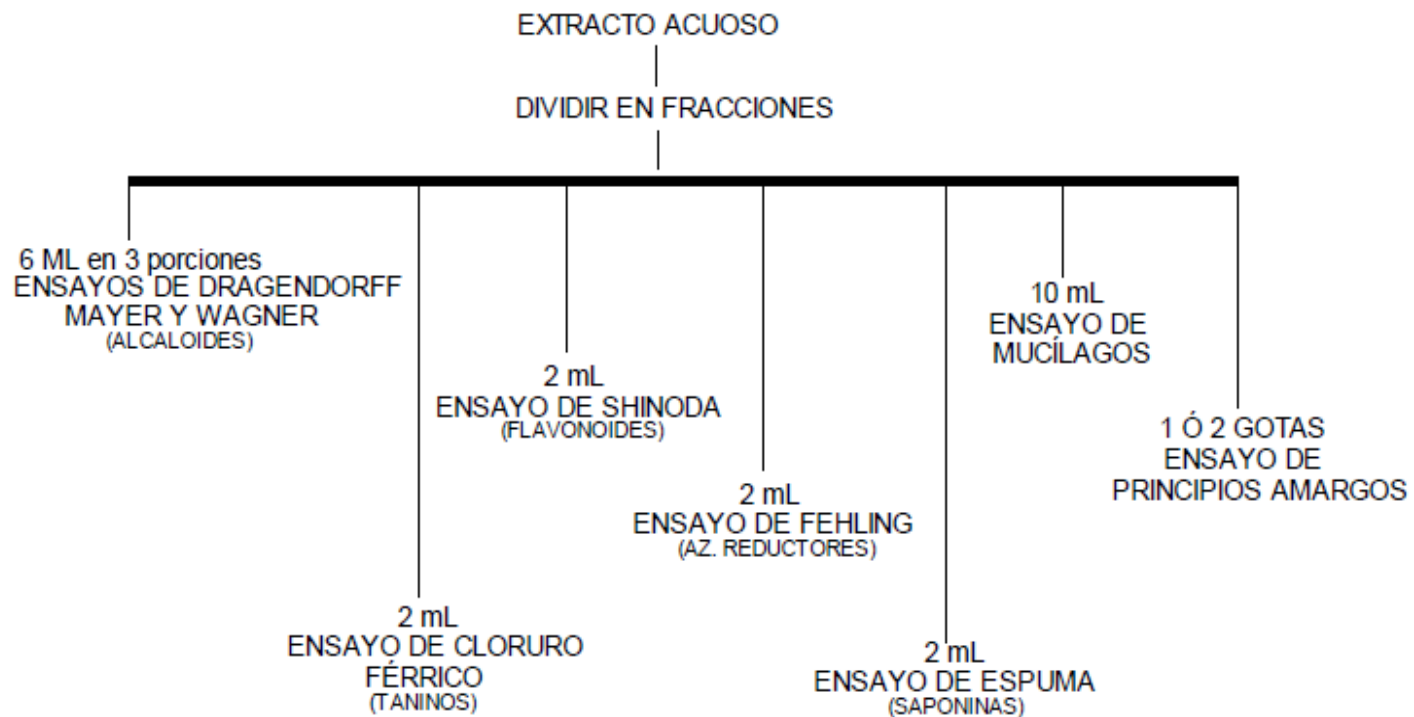 EXTRACTO ACUOSO
DIVIDIR EN FRACCIONES
6 ML en 3 porciones
ENSAYOS DE DRAGENDORFF
MAYER Y WAGNER
(ALCALOIDES)
2 mL
ENSAYO DE CLORURO
FÉRRICO
(TANINOS)
2 mL
ENSAYO DE SHINODA
(FLAVONOIDES)
2 mL
ENSAYO DE FEHLING
(AZ. REDUCTORES)
2 mL
ENSAYO DE ESPUMA
(SAPONINAS)
10 mL
ENSAYO DE
MUCÍLAGOS
1 Ó 2 GOTAS
ENSAYO DE
PRINCIPIOS AMARGOS